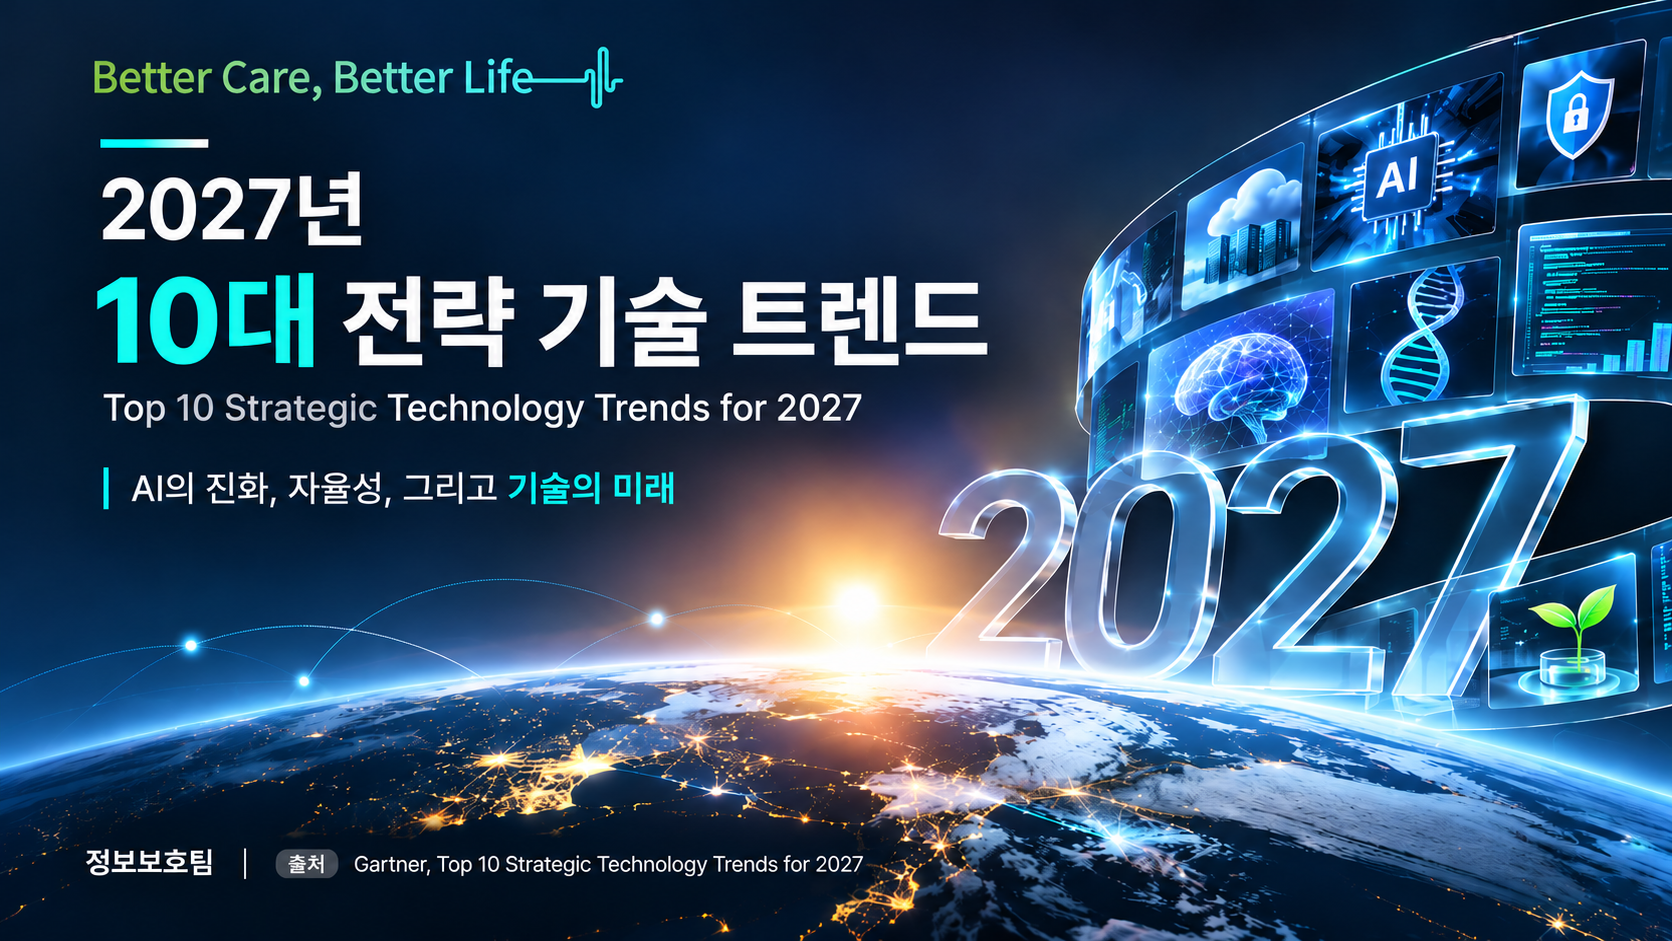 Better Care, Better Life
2027년
10대 전략 기술 트렌드
Top 10 Strategic Technology Trends for 2027
AI의 진화, 자율성, 그리고 기술의 미래
AI
2027
정보보호팀
출처 Gartner, Top 10 Strategic Technology Trends for 2027